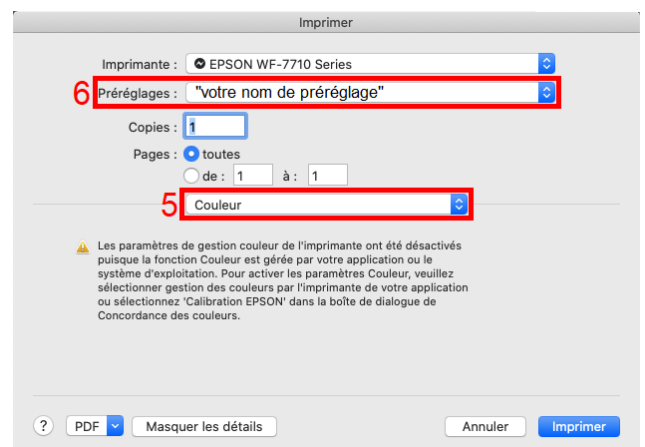 Imprimer
Imprimante : EPSON WF-7710 Series
6 Préréglages : "votre nom de préréglage"
Copies : 1
Pages : toutes
de : 1 à : 1
5 Couleur
Les paramètres de gestion couleur de l'imprimante ont été désactivés
puisque la fonction Couleur est gérée par votre application ou le
système d'exploitation. Pour activer les paramètres Couleur, veuillez
sélectionner gestion des couleurs par l'imprimante de votre application
ou sélectionnez 'Calibration EPSON' dans la boîte de dialogue de
Concordance des couleurs.
? PDF Masquer les détails Annuler Imprimer